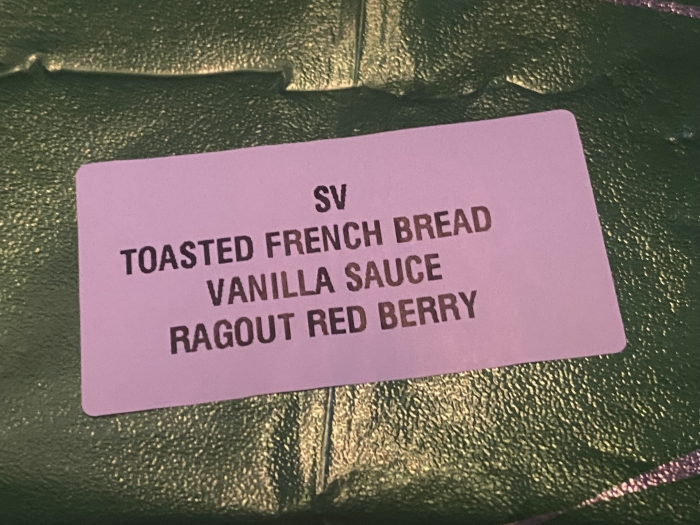 SV
TOASTED FRENCH BREAD
VANILLA SAUCE
RAGOUT RED BERRY